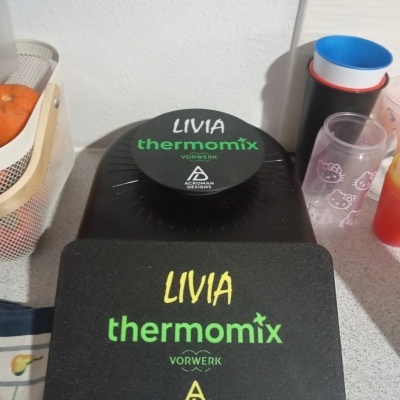 LIVIA
thermomix
VORWERK
ACROMAN
DESIGNS
LIVIA
thermomix
VORWERK